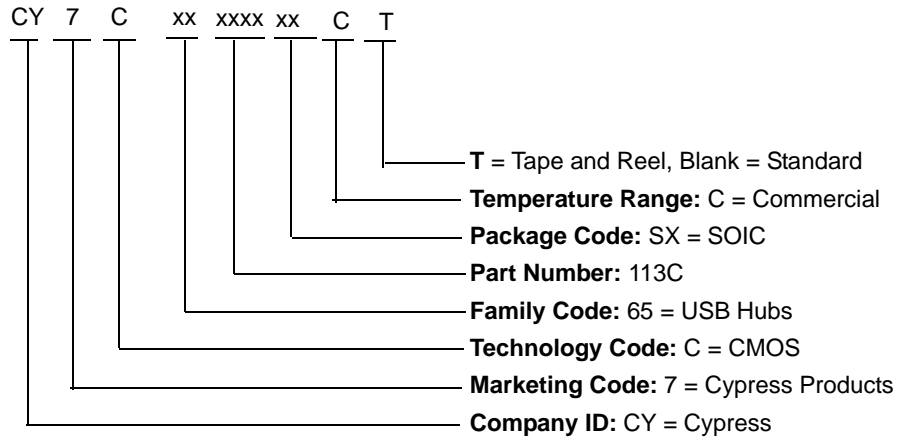 CY 7 C xx xxxx xx C T
T = Tape and Reel, Blank = Standard
Temperature Range: C = Commercial
Package Code: SX = SOIC
Part Number: 113C
Family Code: 65 = USB Hubs
Technology Code: C = CMOS
Marketing Code: 7 = Cypress Products
Company ID: CY = Cypress